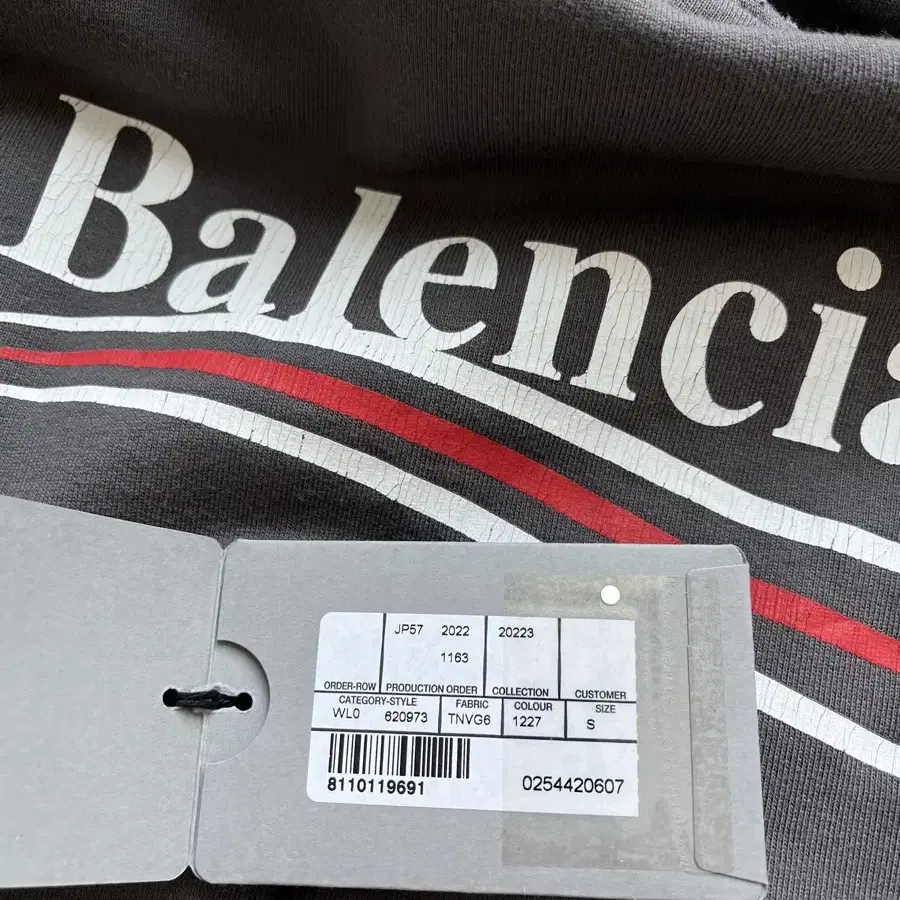 Balencia
JP57 2022 20223
1163
ORDER-ROW PRODUCTION ORDER COLLECTION CUSTOMER
CATEGORY-STYLE FABRIC COLOUR SIZE
WL0 620973 TNVG6 1227 S
8110119691 0254420607